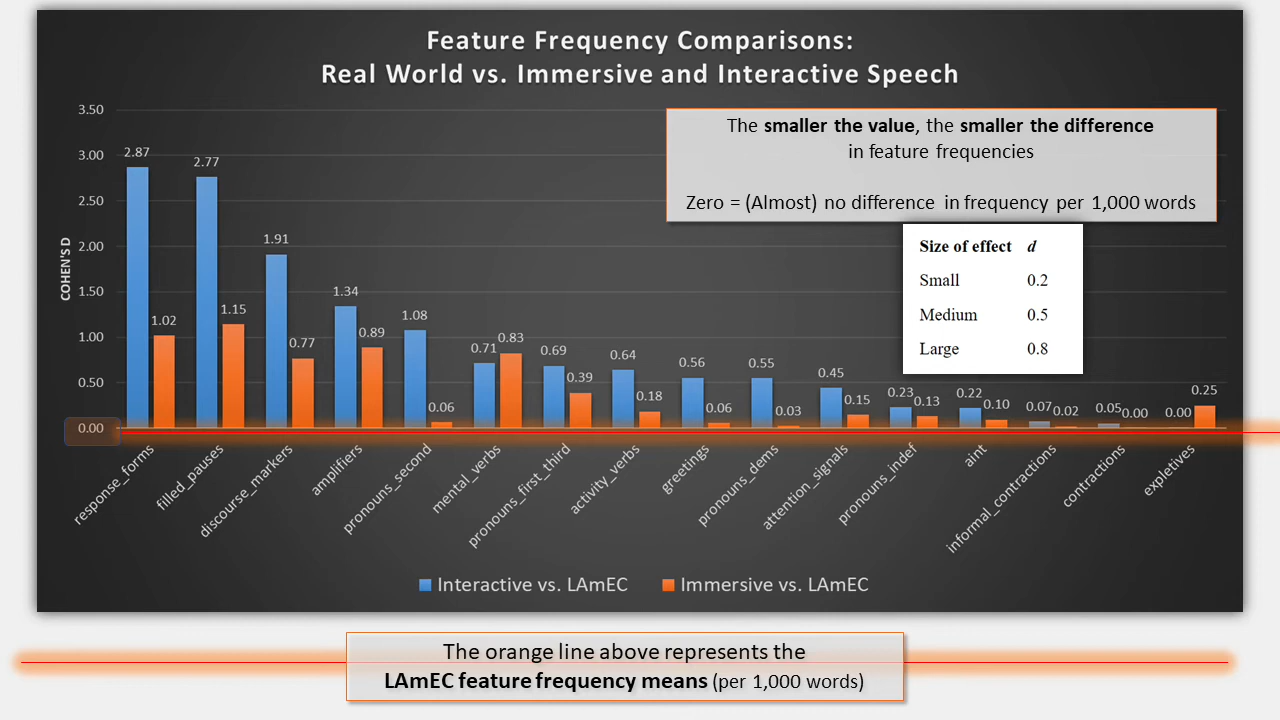 Feature Frequency Comparisons:
Real World vs. Immersive and Interactive Speech
The smaller the value, the smaller the difference
in feature frequencies
Zero = (Almost) no difference in frequency per 1,000 words
Size of effect d
Small 0.2
Medium 0.5
Large 0.8
COHEN'S D
3.50
3.00
2.50
2.00
1.50
1.00
0.50
0.00
2.87 1.02
2.77 1.15
1.91 0.77
1.34 0.89
1.08 0.06
0.71 0.83
0.69 0.39
0.64 0.18
0.56 0.06
0.55 0.03
0.45 0.15
0.23 0.13
0.22 0.10
0.07 0.02
0.05 0.00
0.00 0.25
response_forms
filled_pauses
discourse_markers
amplifiers
pronouns_second
mental_verbs
pronouns_first_third
activity_verbs
greetings
pronouns_dems
attention_signals
pronouns_indef
aint
informal_contractions
contractions
expletives
Interactive vs. LAmEC Immersive vs. LAmEC
The orange line above represents the
LAmEC feature frequency means (per 1,000 words)